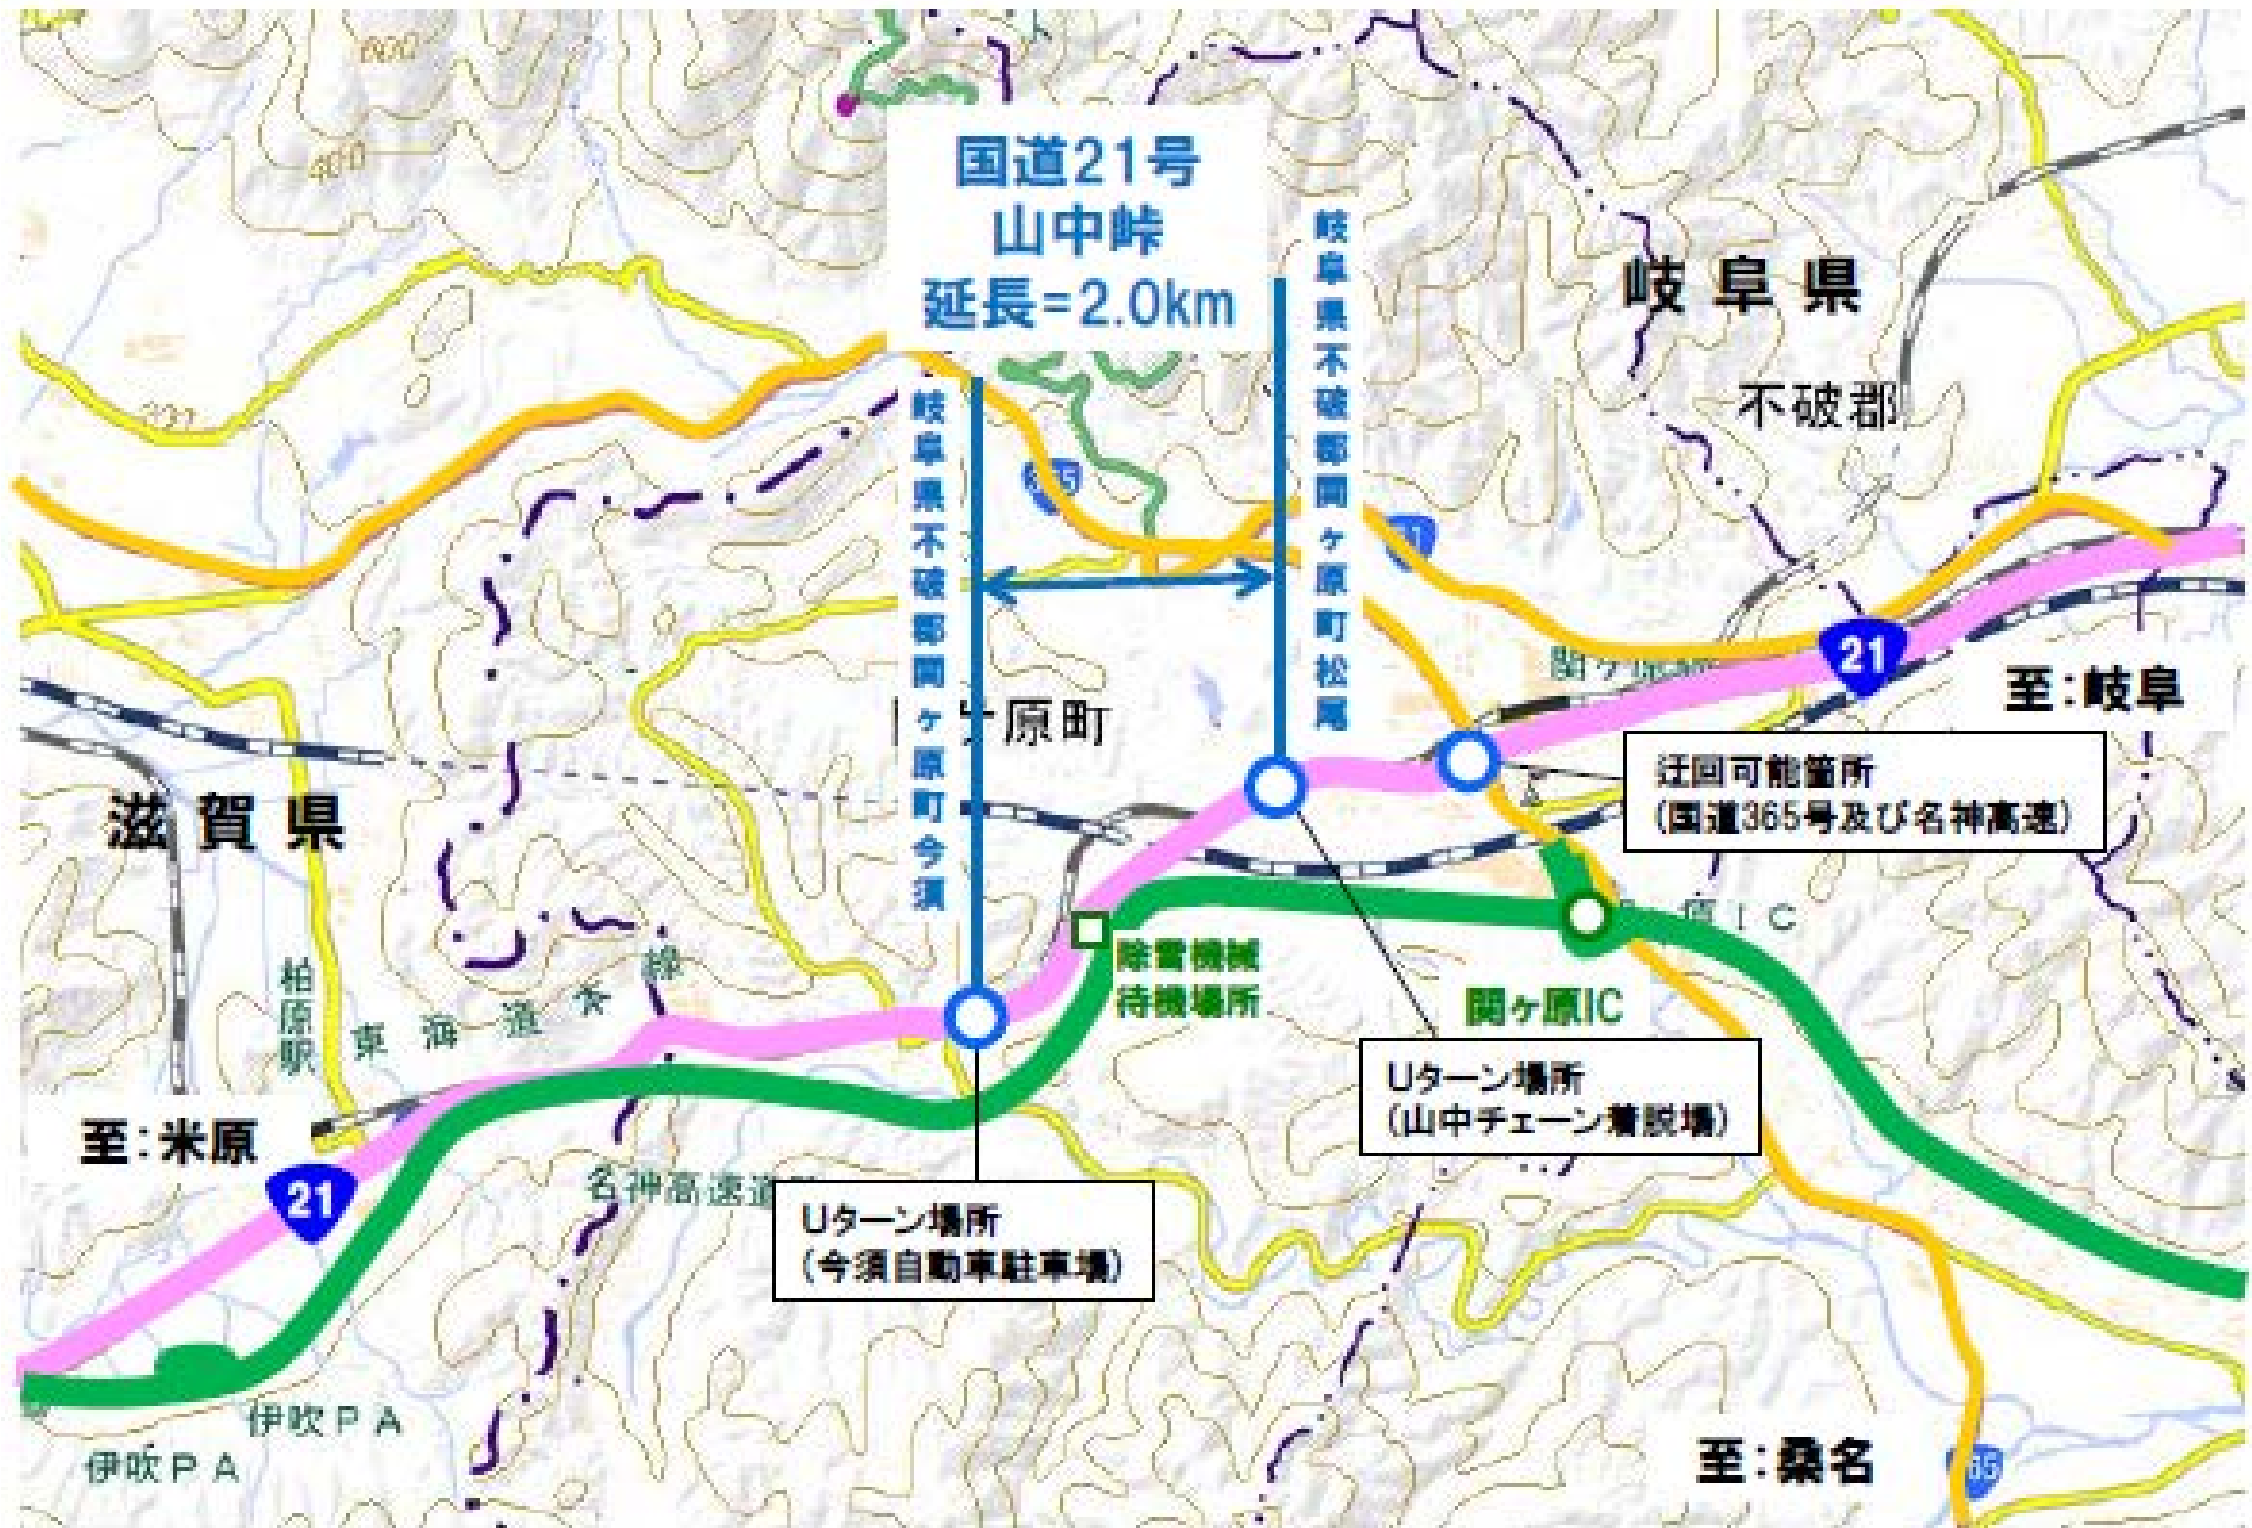 600
400
国道21号
山中峠
延長=2.0km
岐阜県不破郡関ヶ原町松尾
岐阜県
不破郡
岐阜県不破郡関ヶ原町今須
21
至:岐阜
原町
迂回可能箇所
(国道365号及び名神高速)
滋賀県
原IC
除雪機械
待機場所
関ヶ原IC
柏原駅
東海道本線
Uターン場所
(山中チェーン着脱場)
至:米原
21
名神高速道
Uターン場所
(今須自動車駐車場)
伊吹PA
伊吹PA
至:桑名